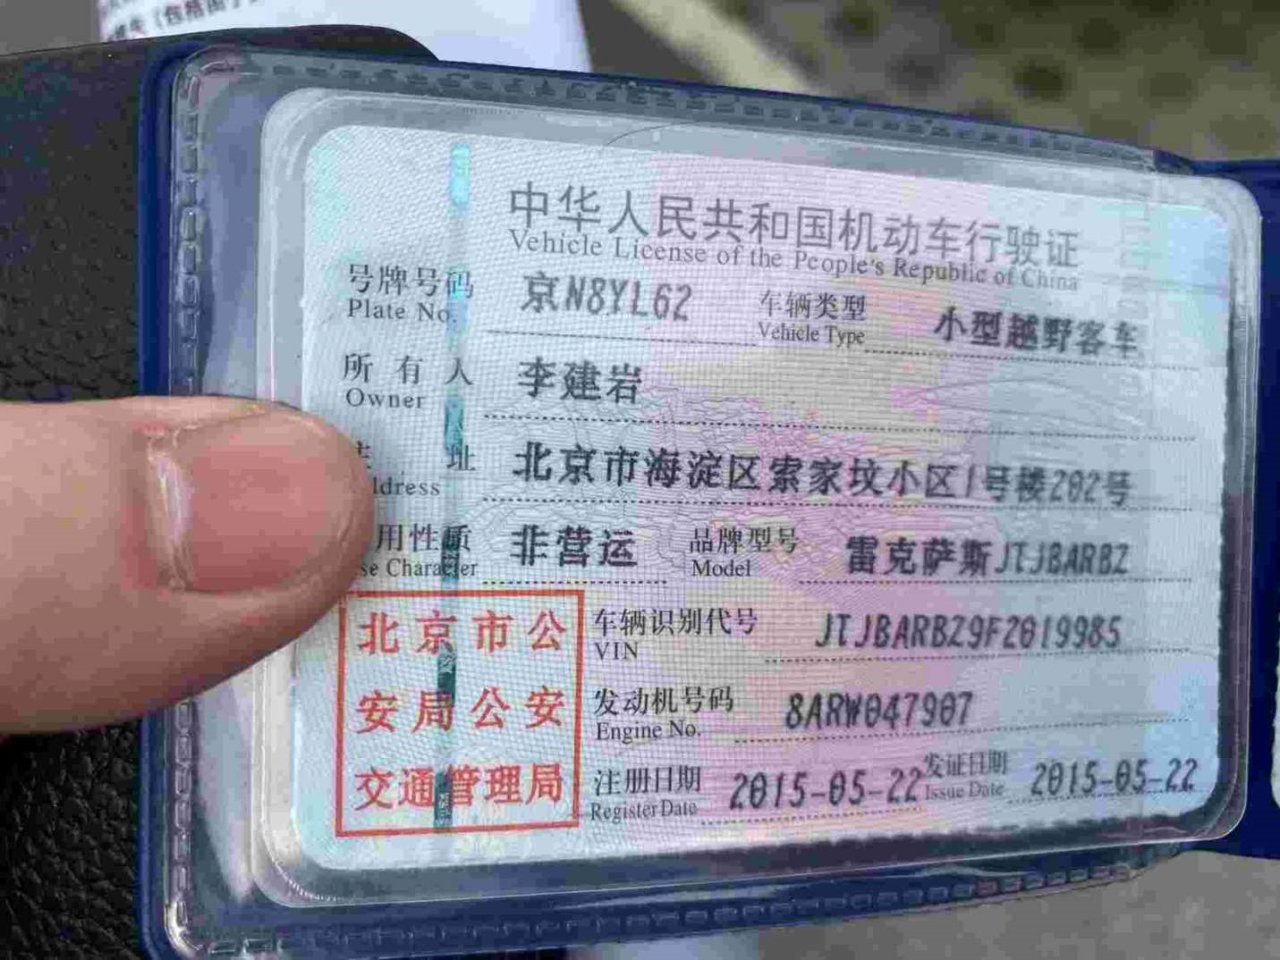 中华人民共和国机动车行驶证
Vehicle License of the People's Republic of China
号牌号码 京N8YL62 车辆类型 小型越野客车
Plate No. Vehicle Type
所有人 李建岩
Owner
址 北京市海淀区索家坟小区1号楼202号
ddress
用性质 非营运 品牌型号 雷克萨斯JTJBARBZ
se Character Model
北京市公
安局公安
交通管理局
车辆识别代号 JTJBARBZ9F2019985
VIN
发动机号码 8ARW047907
Engine No.
注册日期 2015-05-22 发证日期 2015-05-22
Register Date Issue Date